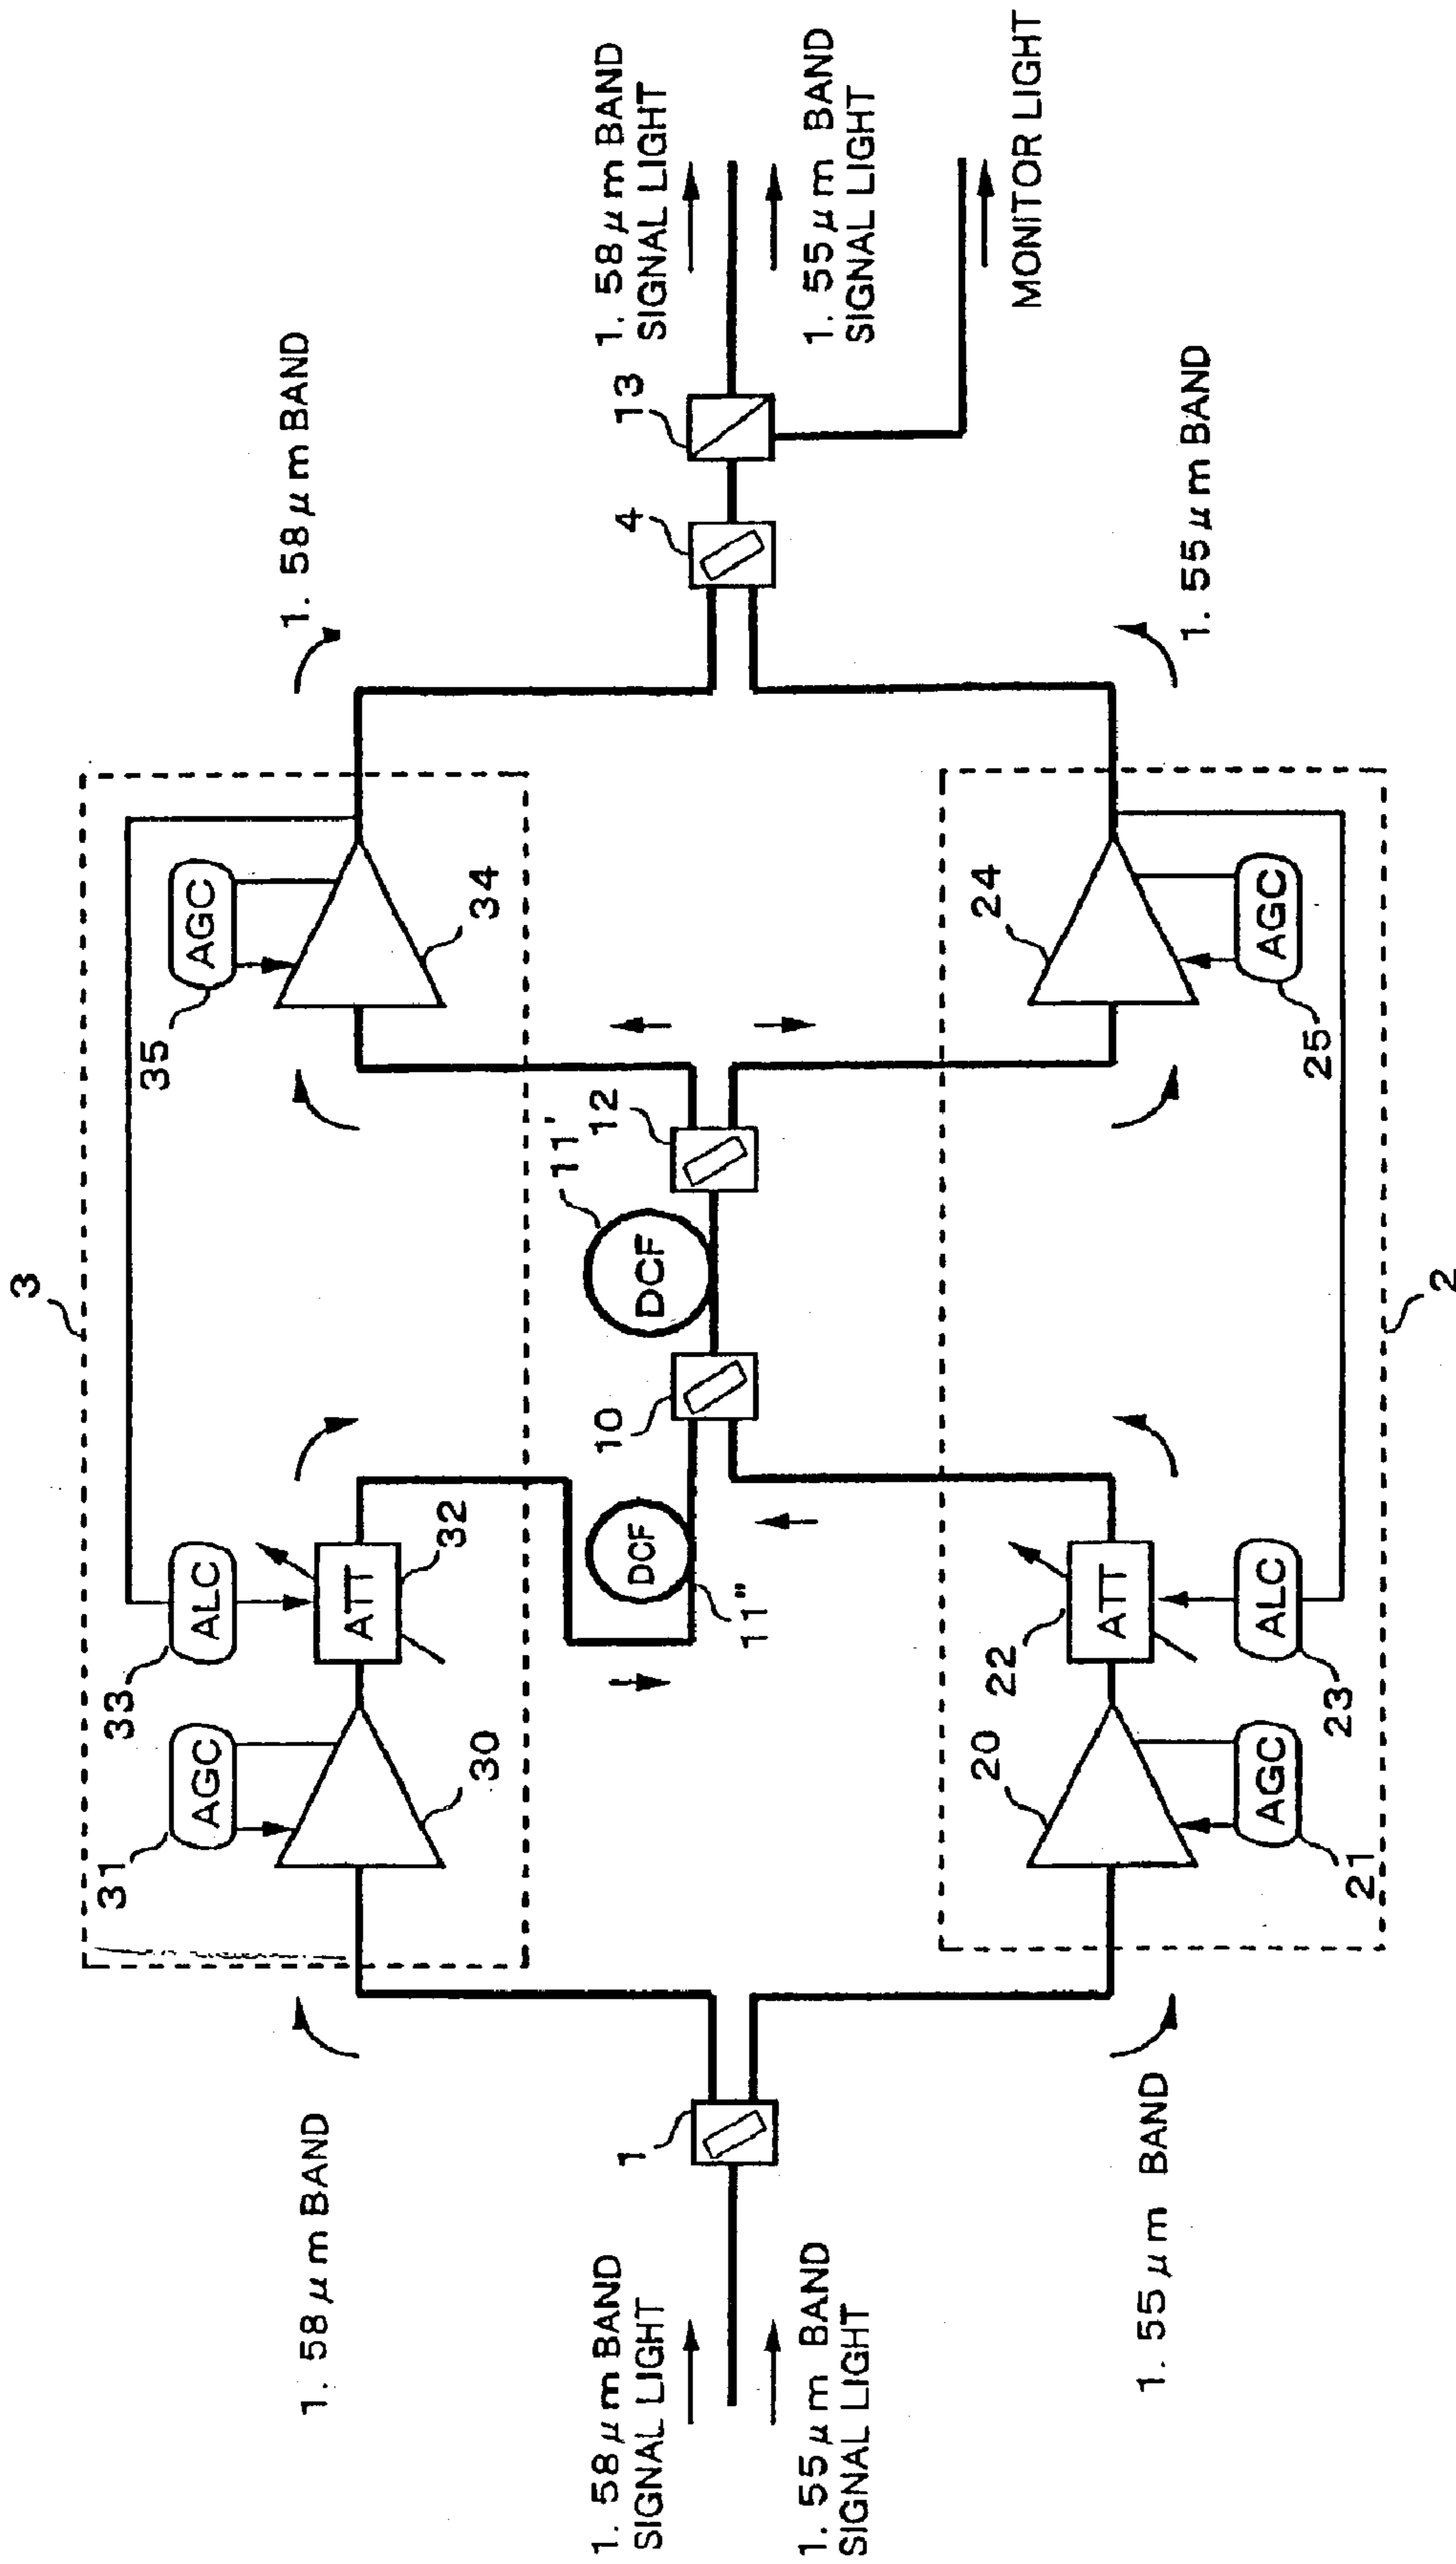 3
1. 58μm BAND
31
AGC
33
ALC
35
AGC
1. 58μm BAND
30
ATT
32
34
1. 58μm BAND
SIGNAL LIGHT
1
DCF
11"
10
DCF
11'
12
4
13
1. 58μm BAND
SIGNAL LIGHT
1. 55μm BAND
SIGNAL LIGHT
1. 55μm BAND
SIGNAL LIGHT
MONITOR LIGHT
20
22
ATT
24
1. 55μm BAND
AGC
21
ALC
23
AGC
25
1. 55μm BAND
2